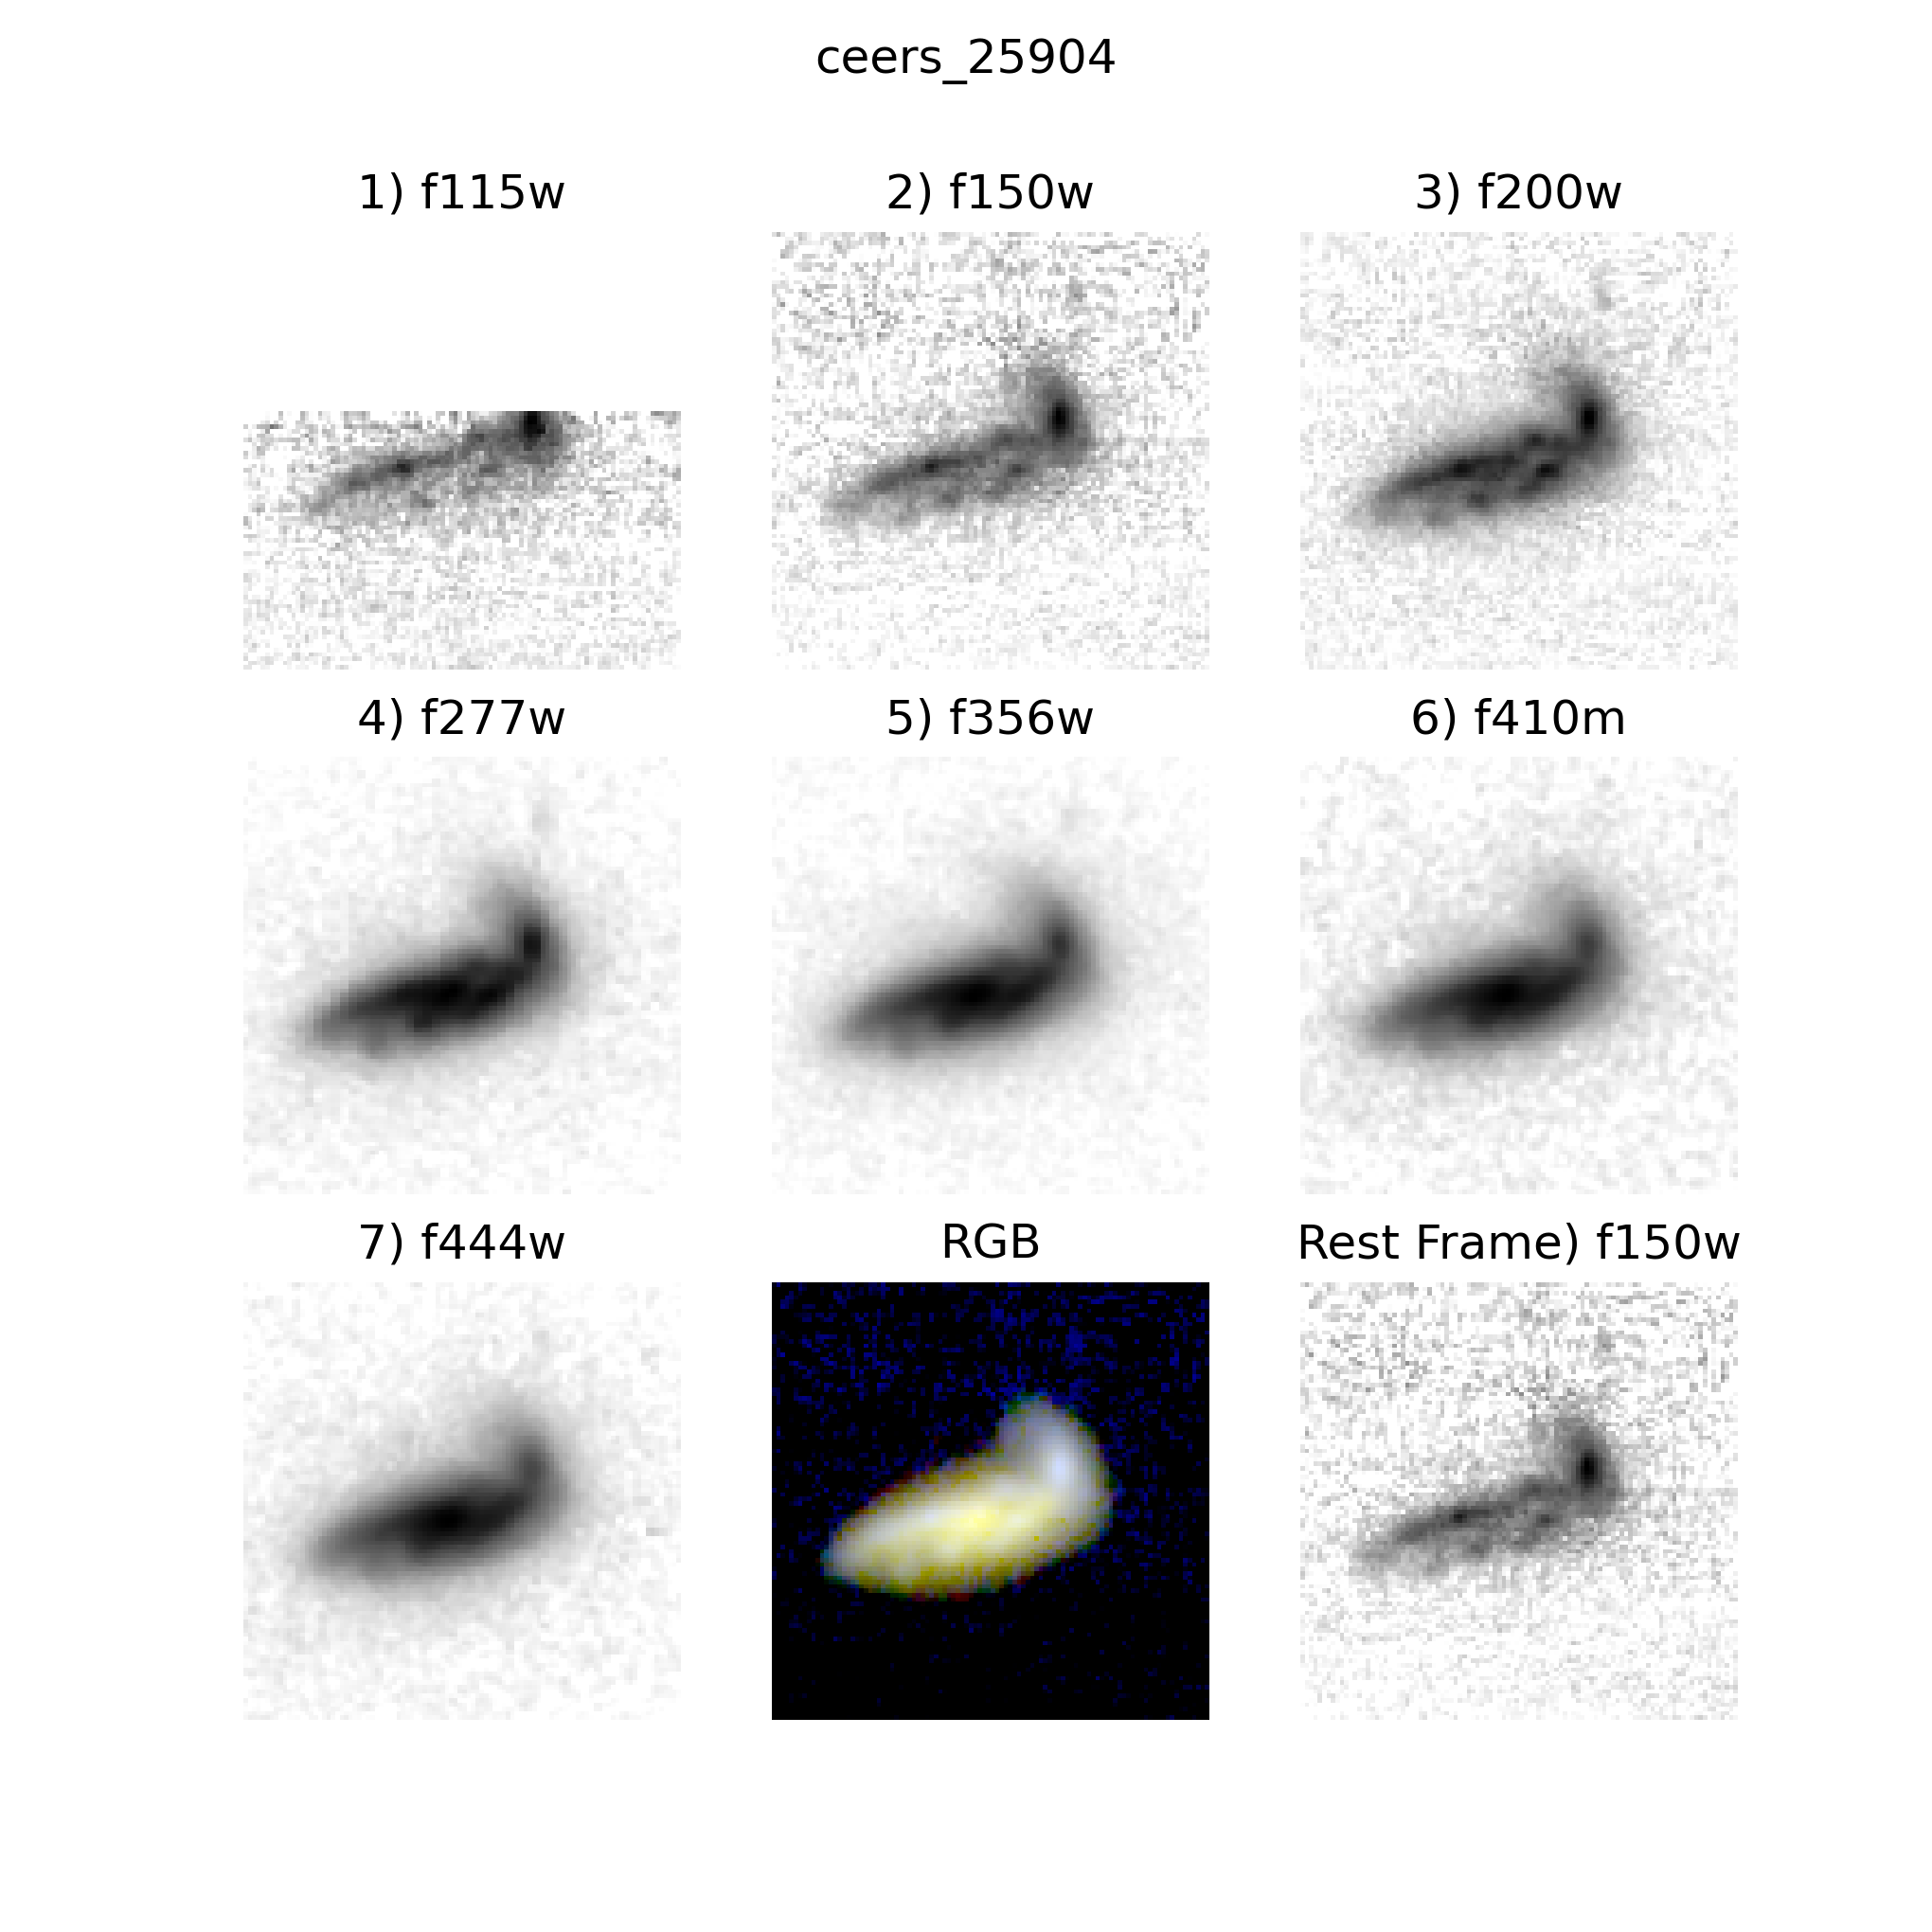 ceers_25904
1) f115w
2) f150w
3) f200w
4) f277w
5) f356w
6) f410m
7) f444w
RGB
Rest Frame) f150w